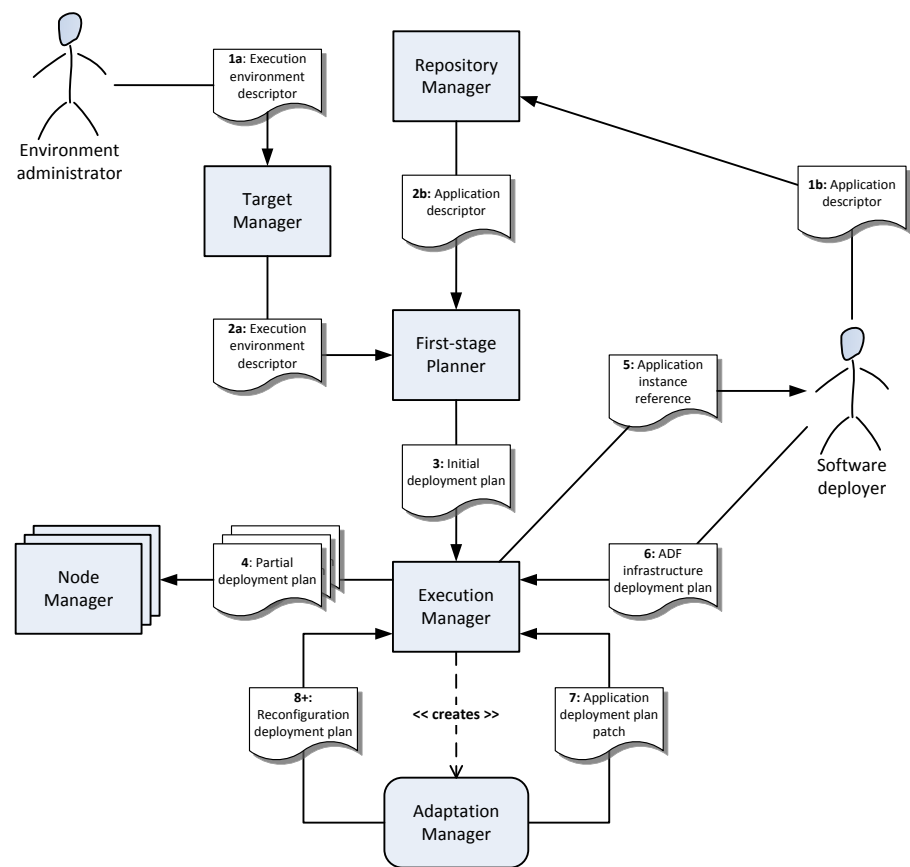 1a: Execution
environment
descriptor
Environment
administrator
Repository
Manager
Target
Manager
2b: Application
descriptor
1b: Application
descriptor
2a: Execution
environment
descriptor
First-stage
Planner
5: Application
instance
reference
Software
deployer
3: Initial
deployment plan
Node
Manager
4: Partial
deployment plan
Execution
Manager
6: ADF
infrastructure
deployment plan
8+:
Reconfiguration
deployment plan
<< creates >>
7: Application
deployment plan
patch
Adaptation
Manager